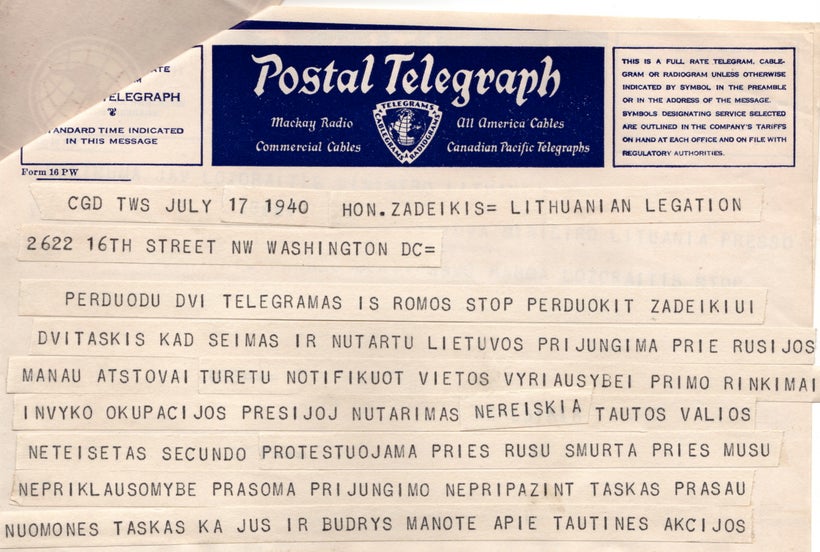 ATE
M
TELEGRAPH
STANDARD TIME INDICATED
IN THIS MESSAGE
Postal Telegraph
Mackay Radio
All America Cables
Commercial Cables
Canadian Pacific Telegraphs
TELEGRAMS
CABLEGRAMS
RADIOGRAMS
THIS IS A FULL RATE TELEGRAM, CABLE-
GRAM OR RADIOGRAM UNLESS OTHERWISE
INDICATED BY SYMBOL IN THE PREAMBLE
OR IN THE ADDRESS OF THE MESSAGE.
SYMBOLS DESIGNATING SERVICE SELECTED
ARE OUTLINED IN THE COMPANY'S TARIFFS
ON HAND AT EACH OFFICE AND ON FILE WITH
REGULATORY AUTHORITIES.
Form 16 PW
CGD TWS JULY 17 1940 HON. ZADEIKIS= LITHUANIAN LEGATION
2622 16TH STREET NW WASHINGTON DC=
PERDUODU DVI TELEGRAMAS IS ROMOS STOP PERDUOKIT ZADEIKIUI
DVITASKIS KAD SEIMAS IR NUTARTU LIETUVOS PRIJUNGIMA PRIE RUSIJOS
MANAU ATSTOVAI TURETU NOTIFIKUOT VIETOS VYRIAUSYBEI PRIMO RINKIMAI
INVYKO OKUPACIJOS PRESIJOJ NUTARIMAS NEREISKIA TAUTOS VALIOS
NETEISETAS SECUNDO PROTESTUOJAMA PRIES RUSU SMURTA PRIES MUSU
NEPRIKLAUSOMYBE PRASOMA PRIJUNGIMO NEPRIPAZINT TASKAS PRASAU
NUOMONES TASKAS KA JUS IR BUDRYS MANOTE APIE TAUTINES AKCIJOS